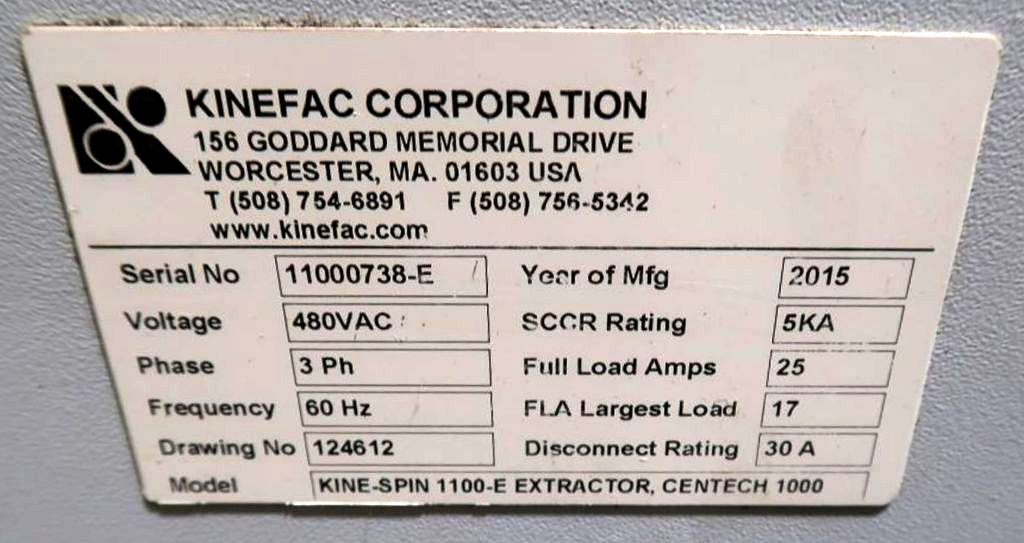 KINEFAC CORPORATION
156 GODDARD MEMORIAL DRIVE
WORCESTER, MA. 01603 USA
T (508) 754-6891 F (508) 756-5342
www.kinefac.com
Serial No 11000738-E Year of Mfg 2015
Voltage 480VAC SCCR Rating 5KA
Phase 3 Ph Full Load Amps 25
Frequency 60 Hz FLA Largest Load 17
Drawing No 124612 Disconnect Rating 30 A
Model KINE-SPIN 1100-E EXTRACTOR, CENTECH 1000